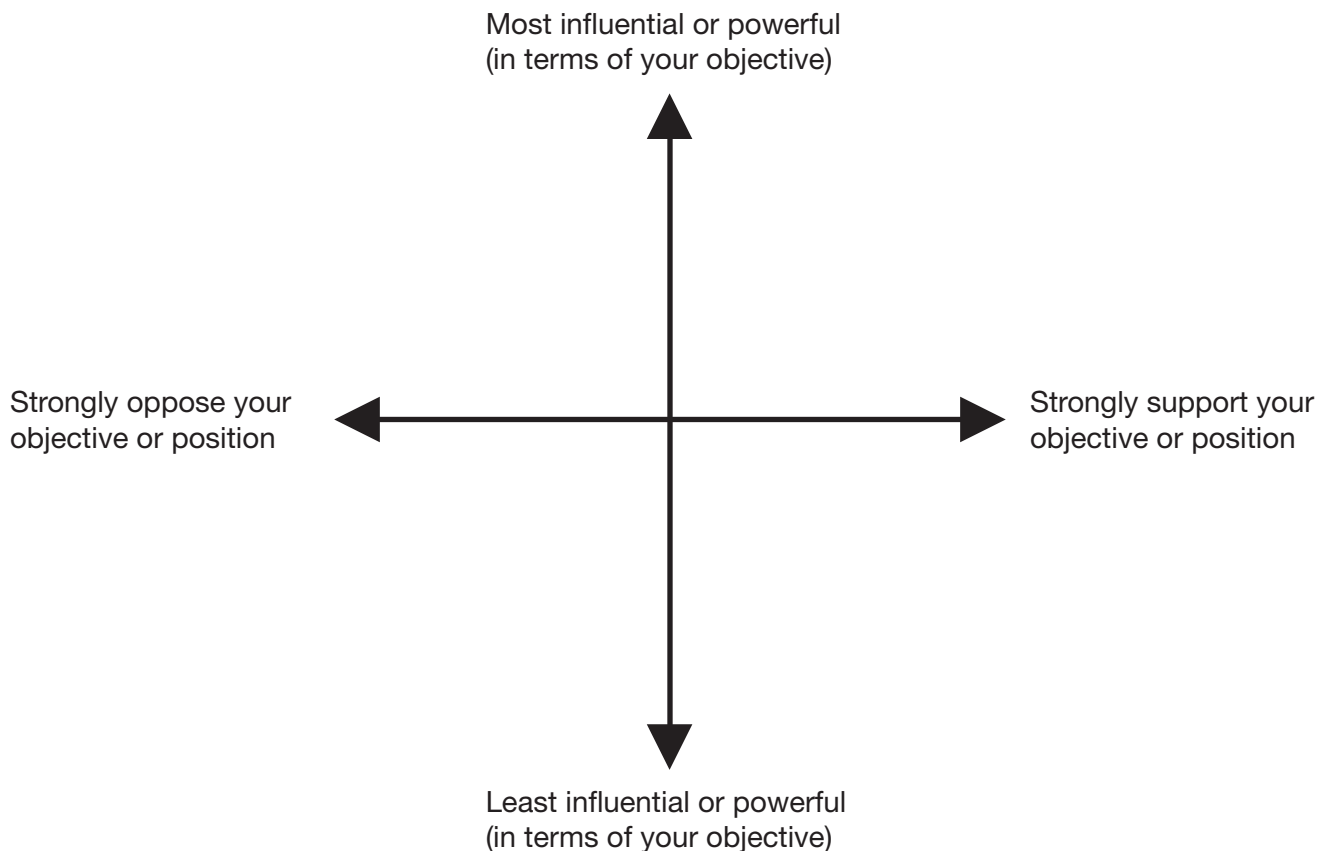 Most influential or powerful
(in terms of your objective)
Strongly oppose your
objective or position
Strongly support your
objective or position
Least influential or powerful
(in terms of your objective)